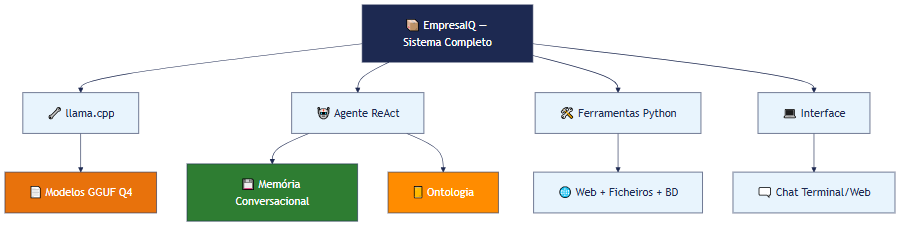 EmpresaIQ —
Sistema Completo
llama.cpp
Agente ReAct
Ferramentas Python
Interface
Modelos GGUF Q4
Memória
Conversacional
Ontologia
Web + Ficheiros + BD
Chat Terminal/Web